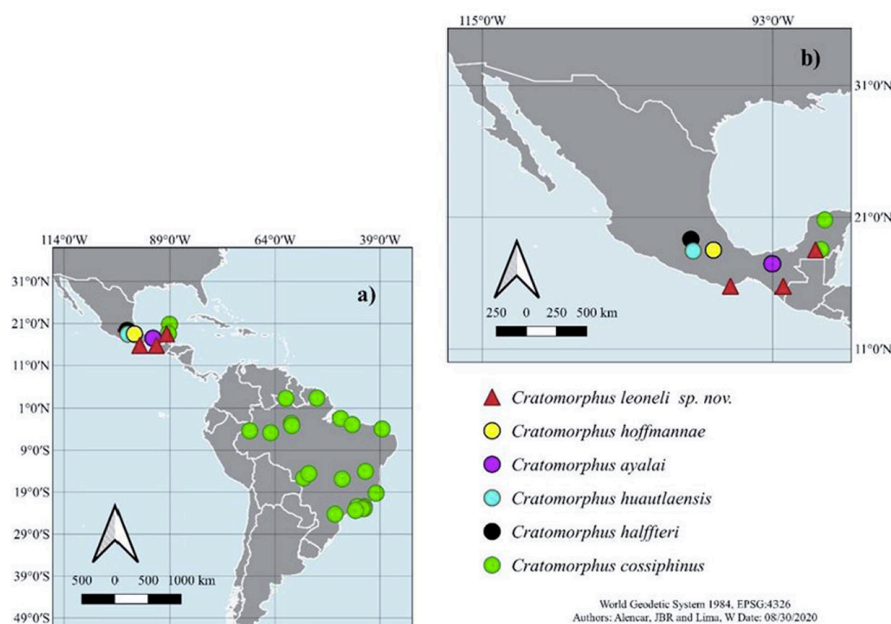 115°0'W 93°0'W
b)
31°0'N
21°0'N
11°0'N
250 0 250 500 km
114°0'W 89°0'W 64°0'W 39°0'W
a)
31°0'N
21°0'N
11°0'N
1°0'N
9°0'S
19°0'S
29°0'S
39°0'S
49°0'S
500 0 500 1000 km
Cratomorphus leoneli sp. nov.
Cratomorphus hoffmannae
Cratomorphus ayalai
Cratomorphus huautlaensis
Cratomorphus halffteri
Cratomorphus cossiphinus
World Geodetic System 1984, EPSG:4326
Authors: Alencar, JBR and Lima, W Date: 08/30/2020